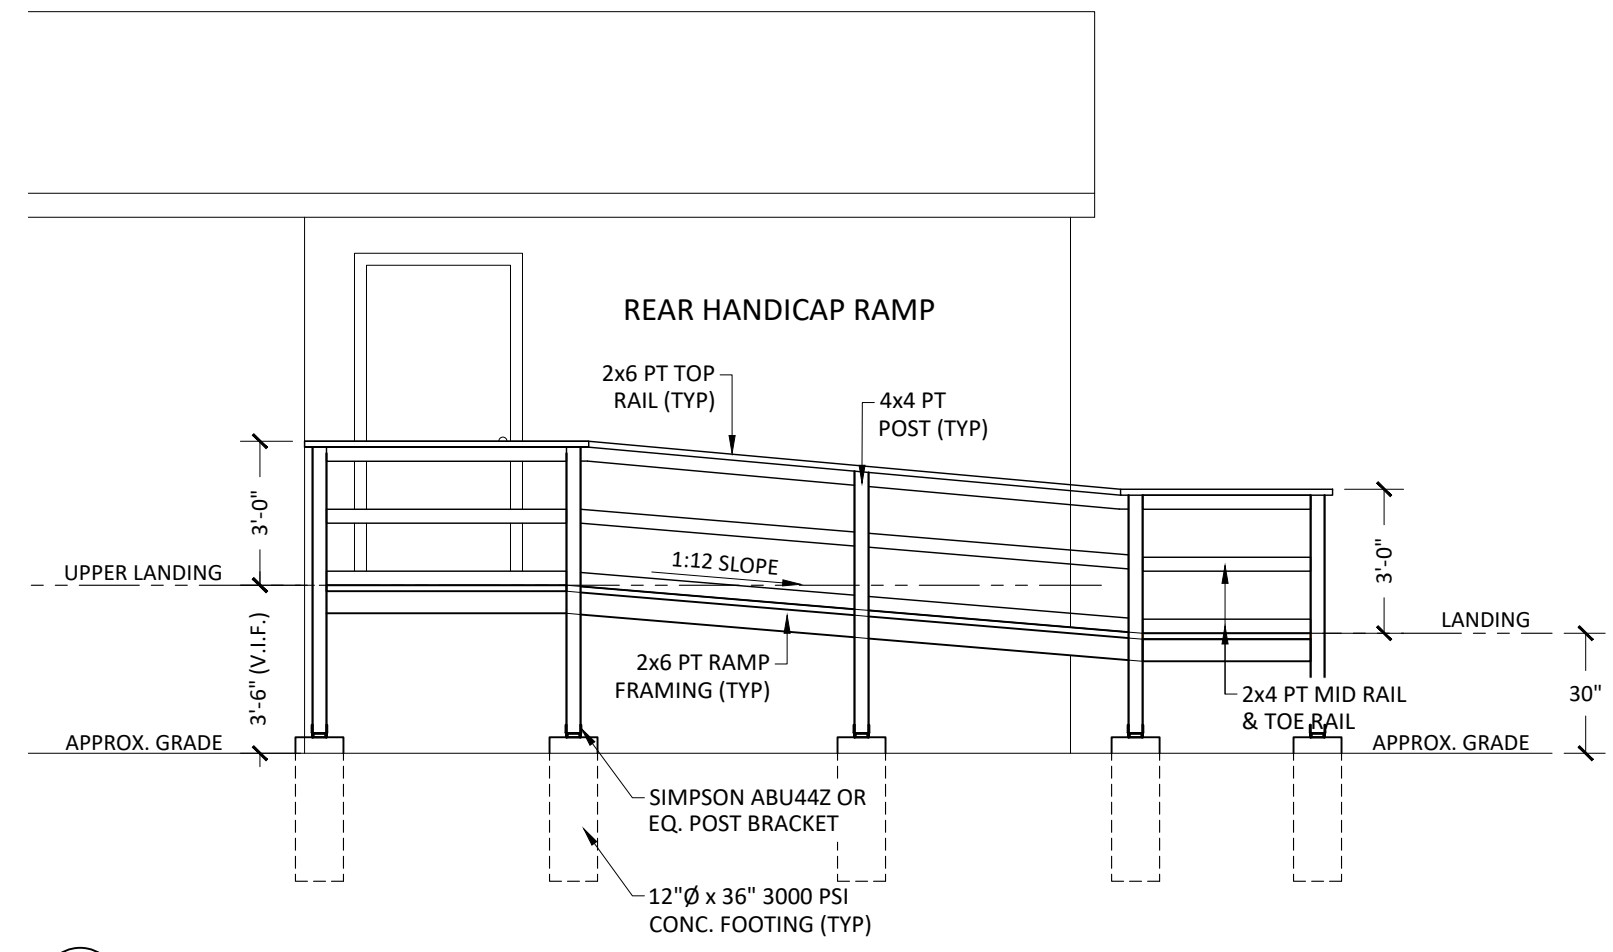 REAR HANDICAP RAMP
2x6 PT TOP
RAIL (TYP)
4x4 PT
POST (TYP)
3'-0"
UPPER LANDING
1:12 SLOPE
3'-0"
LANDING
3'-6" (V.I.F.)
2x6 PT RAMP
FRAMING (TYP)
2x4 PT MID RAIL
& TOE RAIL
30"
APPROX. GRADE
APPROX. GRADE
SIMPSON ABU44Z OR
EQ. POST BRACKET
12"Ø x 36" 3000 PSI
CONC. FOOTING (TYP)